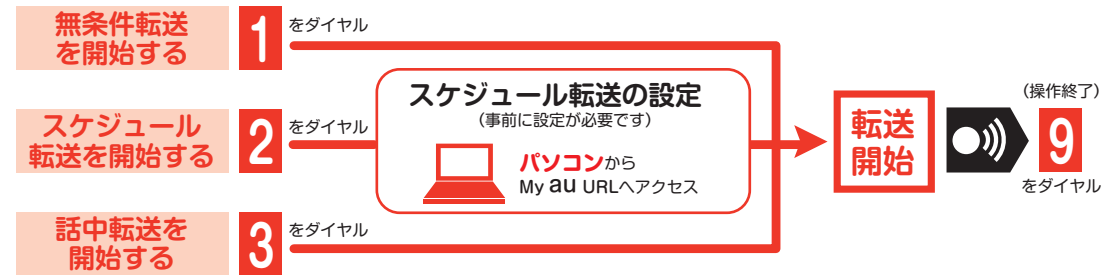 無条件転送
を開始する
1
をダイヤル
スケジュール
転送を開始する
2
をダイヤル
スケジュール転送の設定
(事前に設定が必要です)
パソコンから
My au URLへアクセス
話中転送を
開始する
3
をダイヤル
転送
開始
(操作終了)
9
をダイヤル